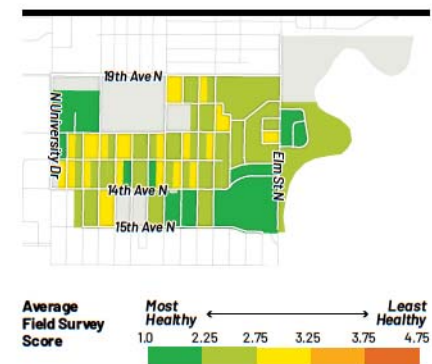 19th Ave N
N University Dr
Elm St N
14th Ave N
15th Ave N
Average
Field Survey
Score
Most
Healthy
Least
Healthy
1.0 2.25 2.75 3.25 3.75 4.75